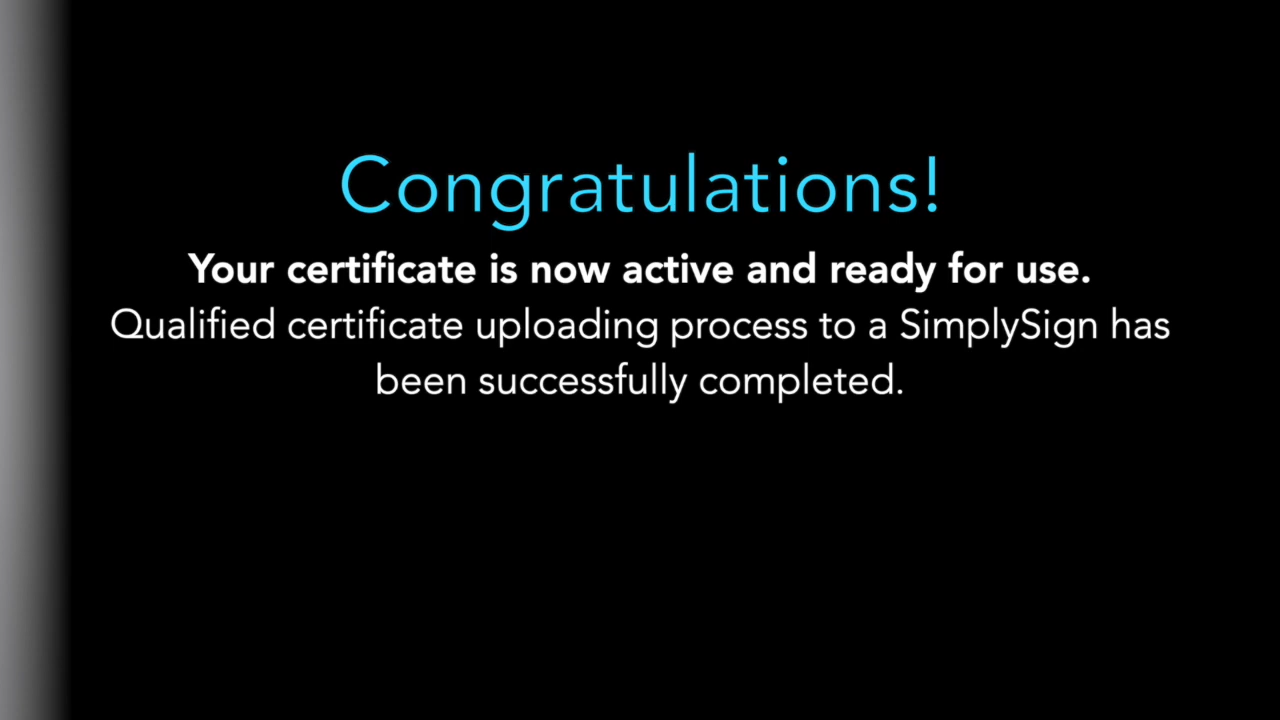 Congratulations!
Your certificate is now active and ready for use.
Qualified certificate uploading process to a SimplySign has
been successfully completed.